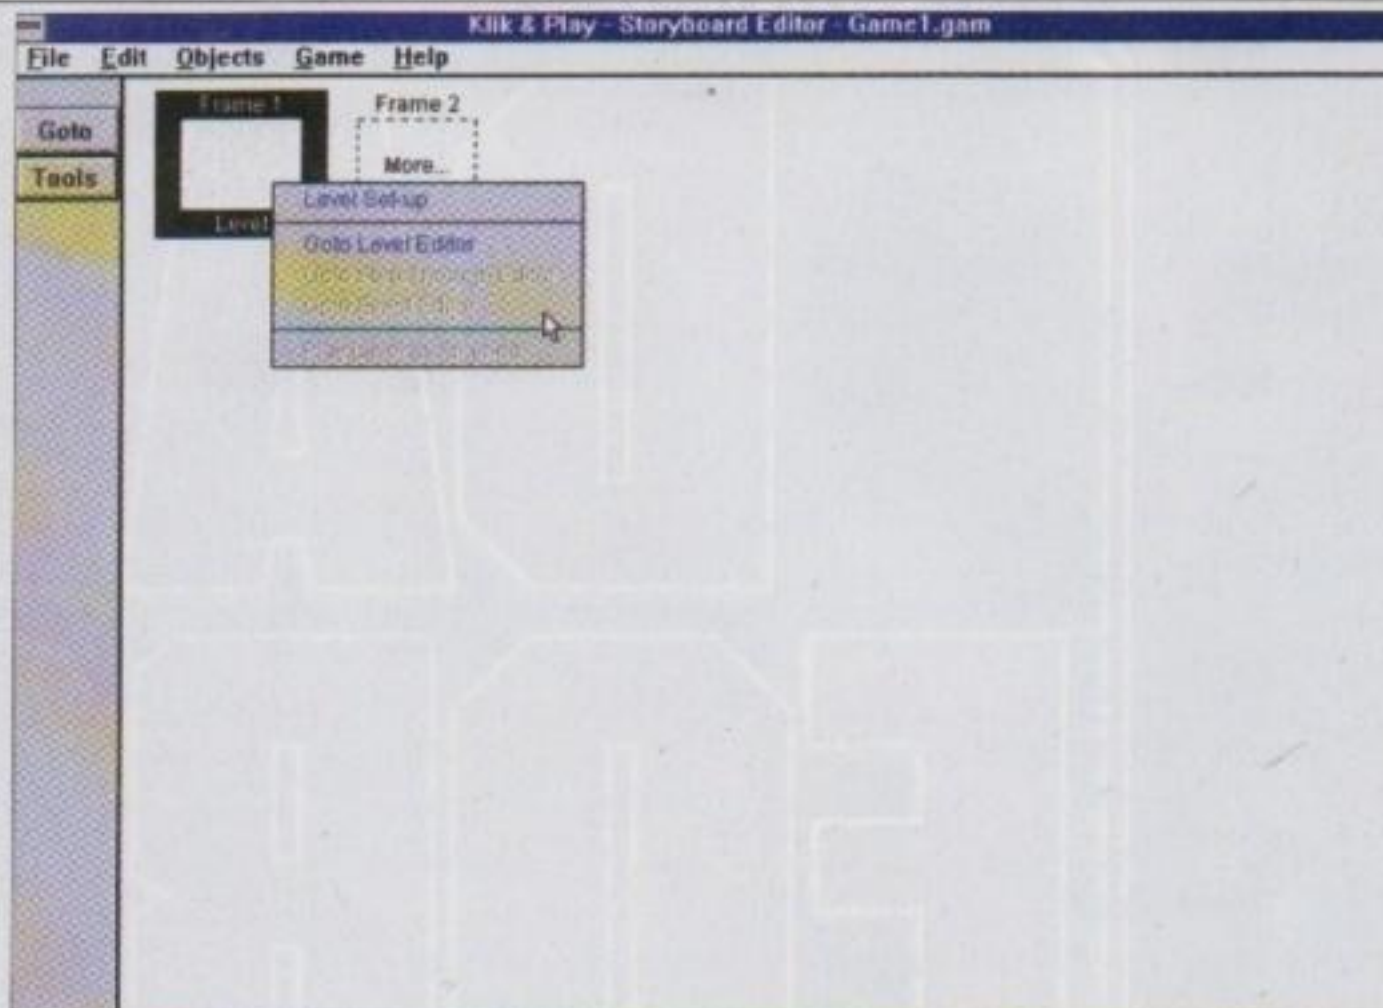 Klik & Play - Storyboard Editor - Game1.gam
File Edit Objects Game Help
Goto
Tools
Frame 1
Frame 2
More...
Level
Level Set-up
Goto Level Editor